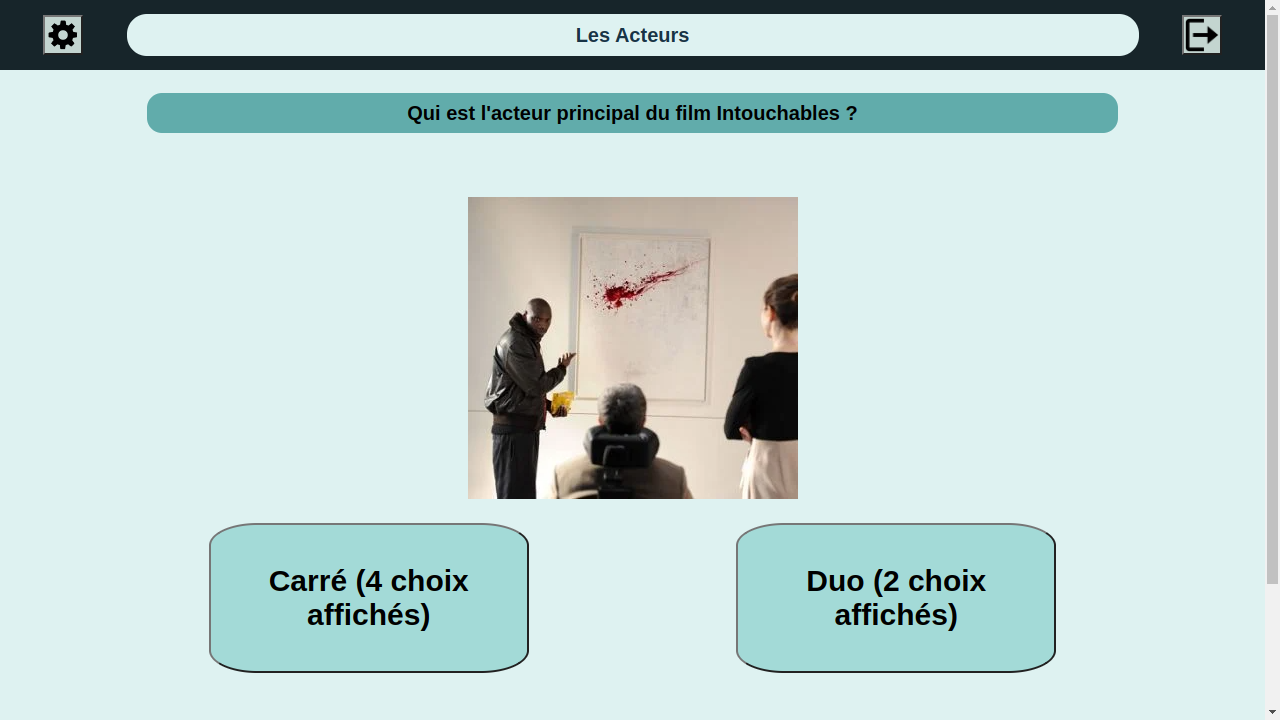 Les Acteurs
Qui est l'acteur principal du film Intouchables ?
Carré (4 choix
affichés)
Duo (2 choix
affichés)